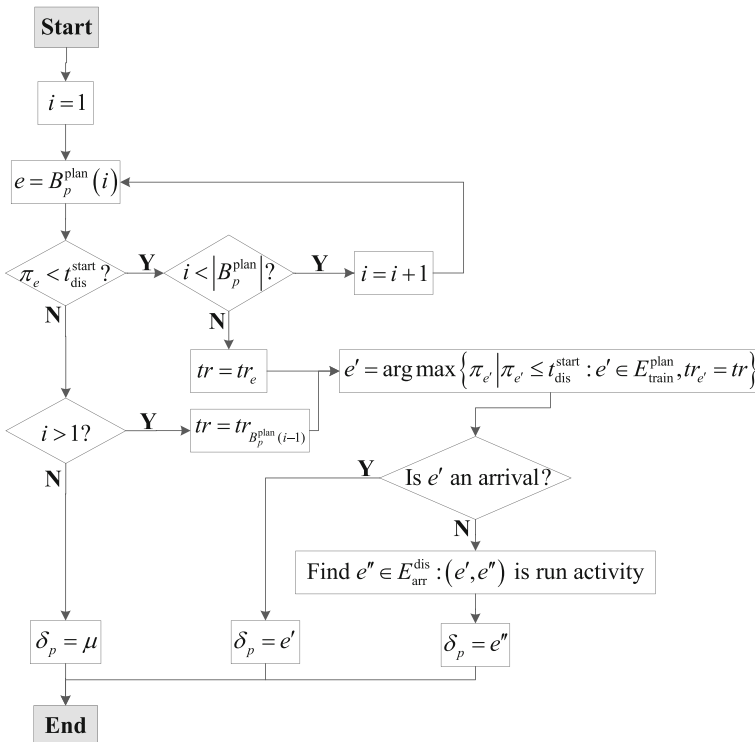 Start
i = 1
e = B_p^plan (i)
π_e < t_dis^start ?
Y
i < |B_p^plan| ?
Y
i = i + 1
N
N
tr = tr_e
e′ = arg max { π_e′ | π_e′ ≤ t_dis^start : e′ ∈ E_train^plan, tr_e′ = tr }
i > 1?
Y
tr = tr_{B_p^plan (i−1)}
N
Y
Is e′ an arrival?
N
Find e″ ∈ E_arr^dis : (e′, e″) is run activity
δ_p = μ
δ_p = e′
δ_p = e″
End